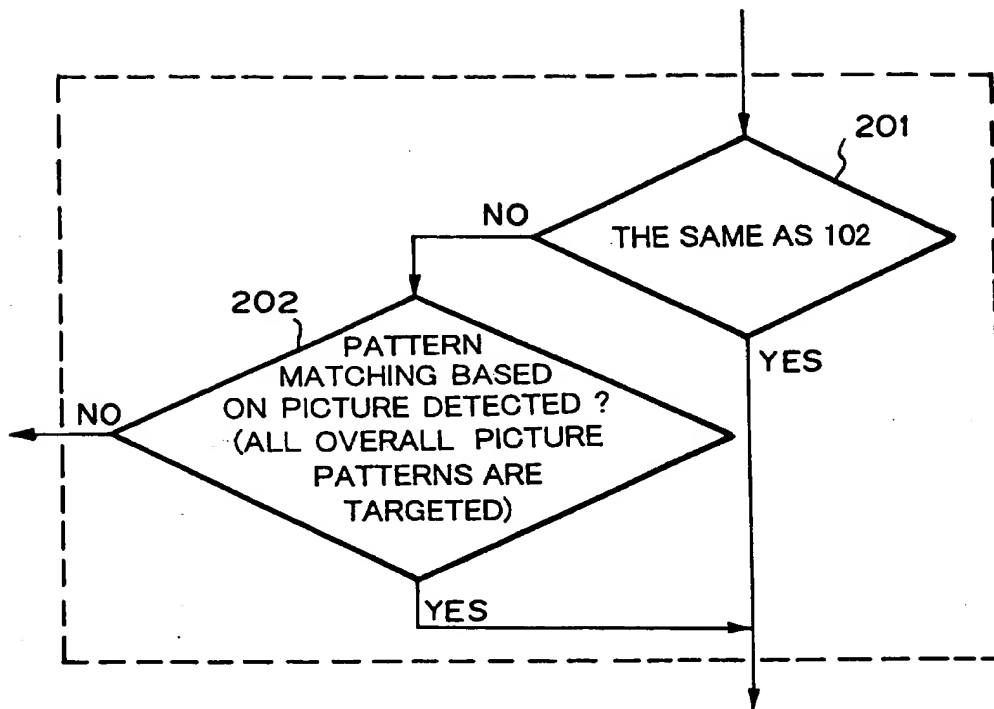 201
THE SAME AS 102
NO
YES
202
PATTERN
MATCHING BASED
ON PICTURE DETECTED ?
(ALL OVERALL PICTURE
PATTERNS ARE
TARGETED)
NO
YES